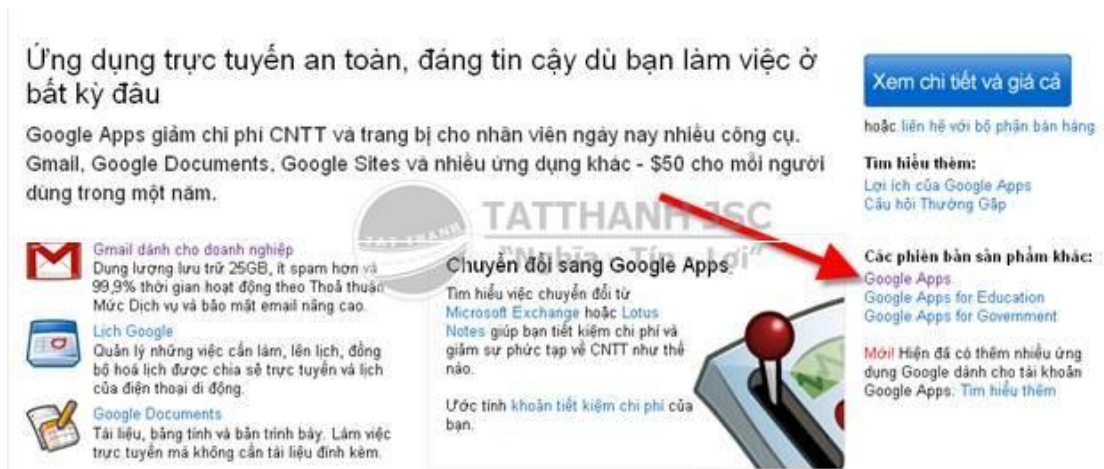 Ứng dụng trực tuyến an toàn, đáng tin cậy dù bạn làm việc ở
bất kỳ đâu
Google Apps giảm chi phí CNTT và trang bị cho nhân viên ngày nay nhiều công cụ.
Gmail, Google Documents, Google Sites và nhiều ứng dụng khác - $50 cho mỗi người
dùng trong một năm.
TATTHANH JSC
"Nghĩa - Tín - Lợi"
TAT THANH
Gmail dành cho doanh nghiệp
Dung lượng lưu trữ 25GB, ít spam hơn và
99,9% thời gian hoạt động theo Thoả thuận
Mức Dịch vụ và bảo mật email nâng cao.
Lịch Google
Quản lý những việc cần làm, lên lịch, đồng
bộ hoá lịch được chia sẻ trực tuyến và lịch
của điện thoại di động.
Google Documents
Tài liệu, bảng tính và bản trình bày. Làm việc
trực tuyến mà không cần tài liệu đính kèm.
Chuyển đổi sang Google Apps
Tìm hiểu việc chuyển đổi từ
Microsoft Exchange hoặc Lotus
Notes giúp bạn tiết kiệm chi phí và
giảm sự phức tạp về CNTT như thế
nào.
Ước tính khoản tiết kiệm chi phí của
bạn.
Xem chi tiết và giá cả
hoặc liên hệ với bộ phận bán hàng
Tìm hiểu thêm:
Lợi ích của Google Apps
Câu hỏi Thường Gặp
Các phiên bản sản phẩm khác:
Google Apps
Google Apps for Education
Google Apps for Government
Mới! Hiện đã có thêm nhiều ứng
dụng Google dành cho tài khoản
Google Apps. Tìm hiểu thêm